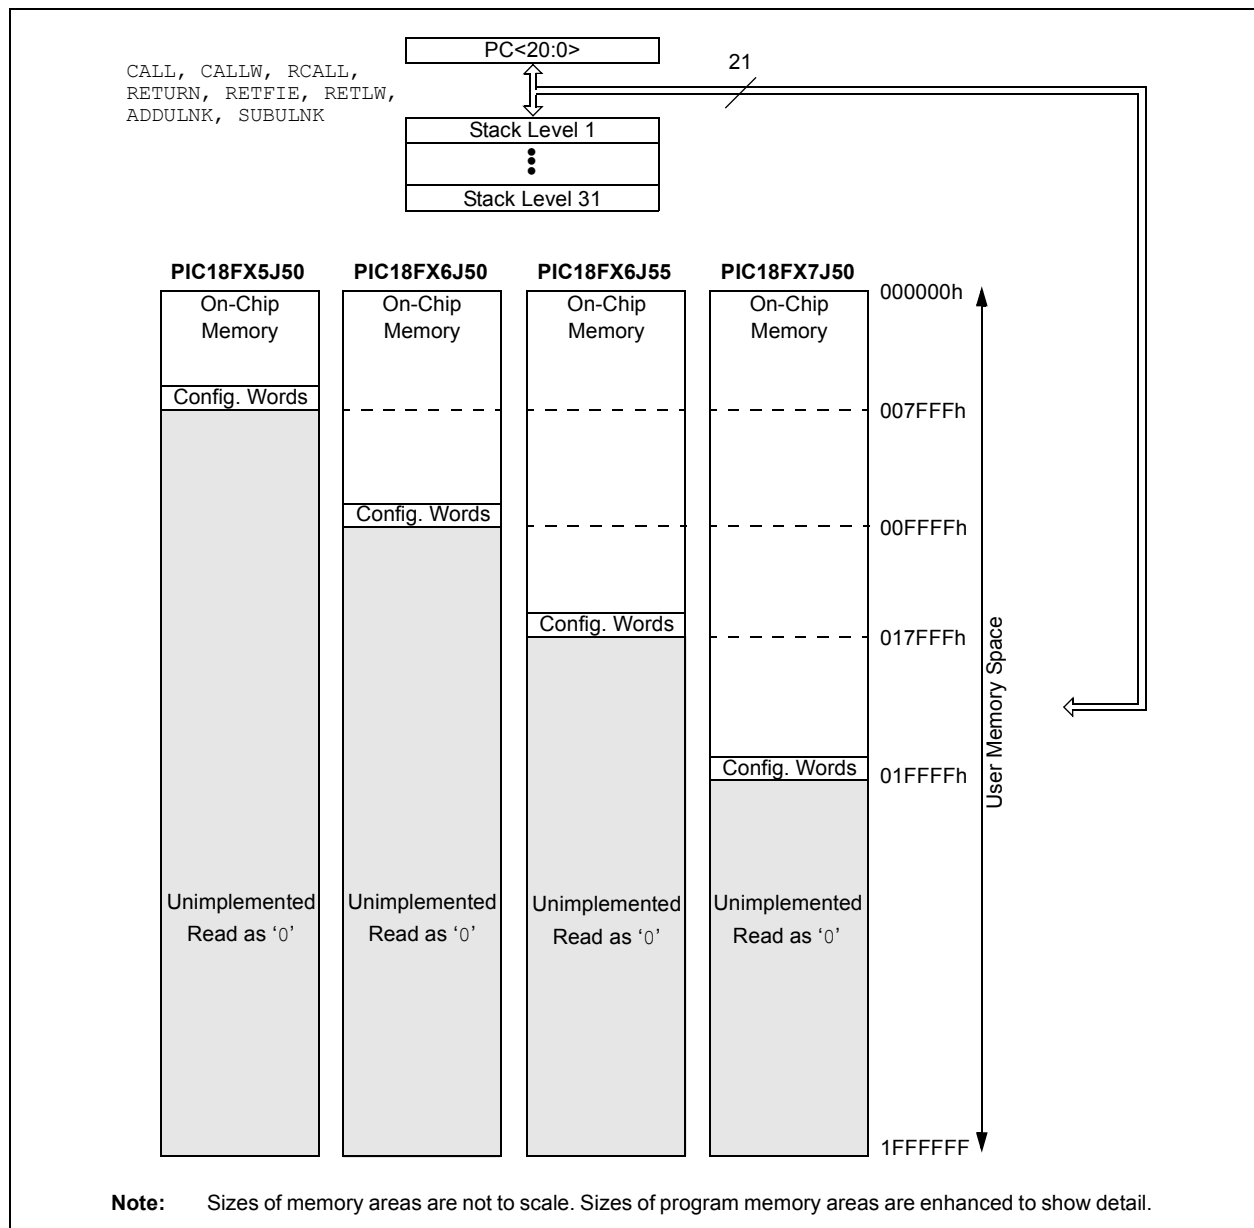 PC<20:0>
21
CALL, CALLW, RCALL,
RETURN, RETFIE, RETLW,
ADDULNK, SUBULNK
Stack Level 1
Stack Level 31
PIC18FX5J50
PIC18FX6J50
PIC18FX6J55
PIC18FX7J50
On-Chip
Memory
On-Chip
Memory
On-Chip
Memory
On-Chip
Memory
000000h
Config. Words
007FFFh
Config. Words
00FFFFh
Config. Words
017FFFh
Config. Words
01FFFFh
User Memory Space
Unimplemented
Read as ‘0’
Unimplemented
Read as ‘0’
Unimplemented
Read as ‘0’
Unimplemented
Read as ‘0’
1FFFFFF
Note: Sizes of memory areas are not to scale. Sizes of program memory areas are enhanced to show detail.